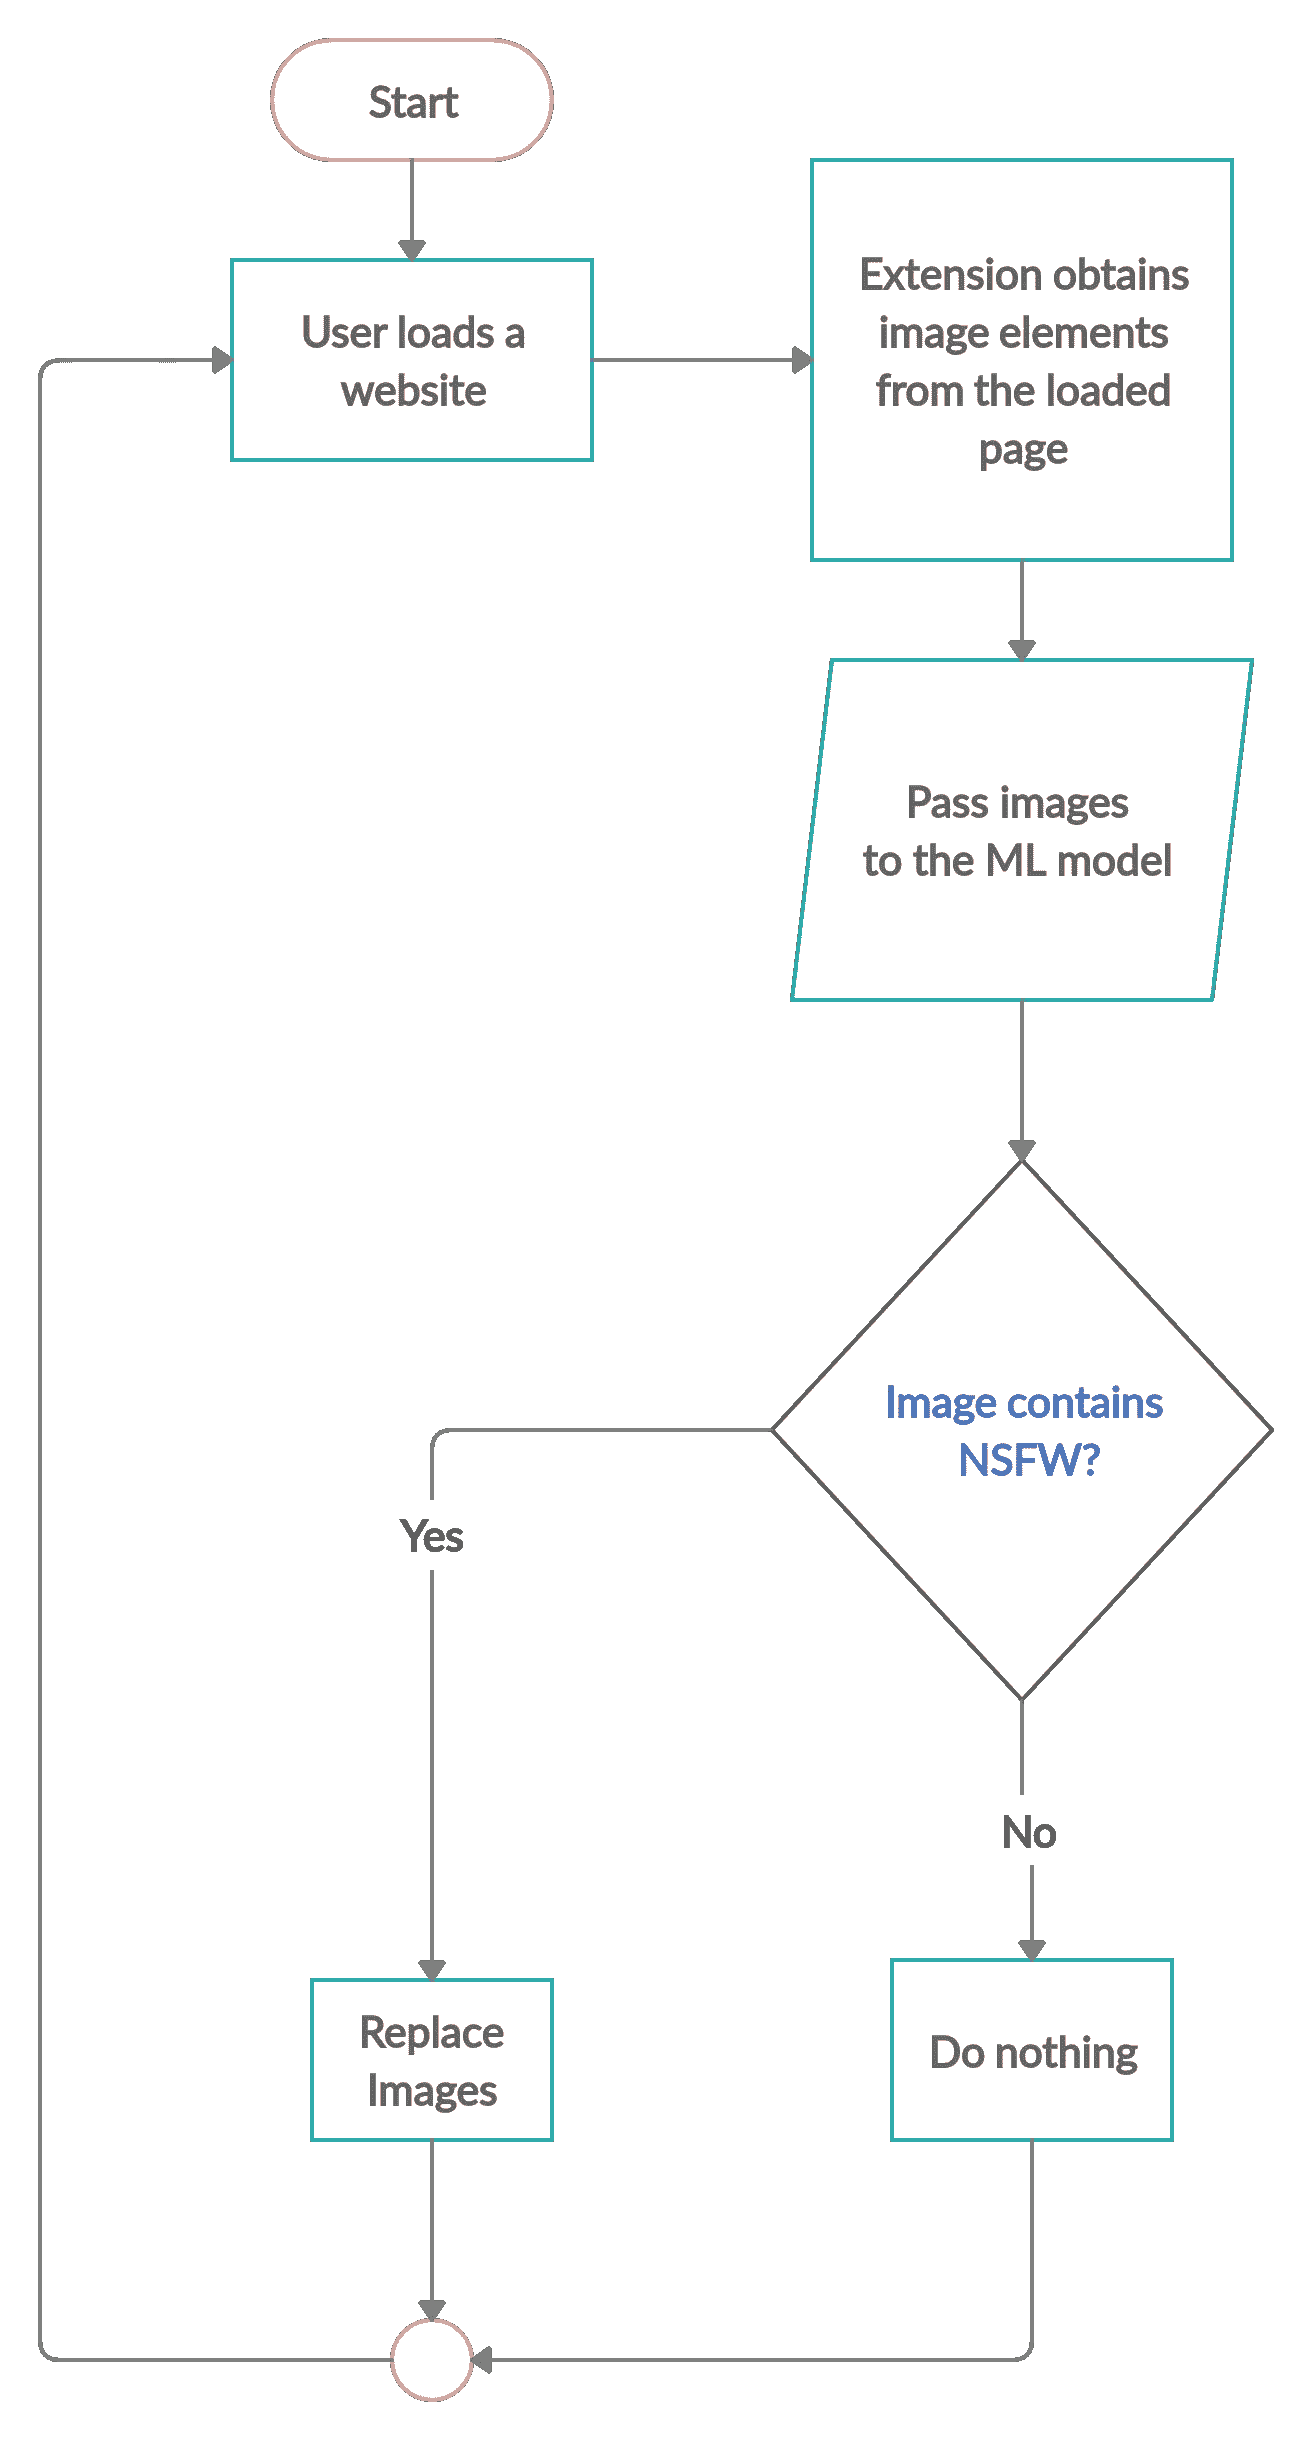 Start
User loads a
website
Extension obtains
image elements
from the loaded
page
Pass images
to the ML model
Image contains
NSFW?
Yes
No
Replace
Images
Do nothing